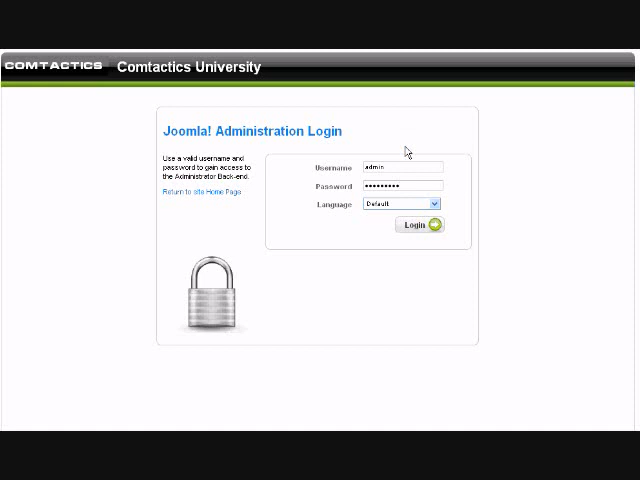 COMTACTICS Comtactics University
Joomla! Administration Login
Use a valid username and
password to gain access to
the Administrator Back-end.
Return to site Home Page
Username admin
Password •••••••••
Language Default
Login